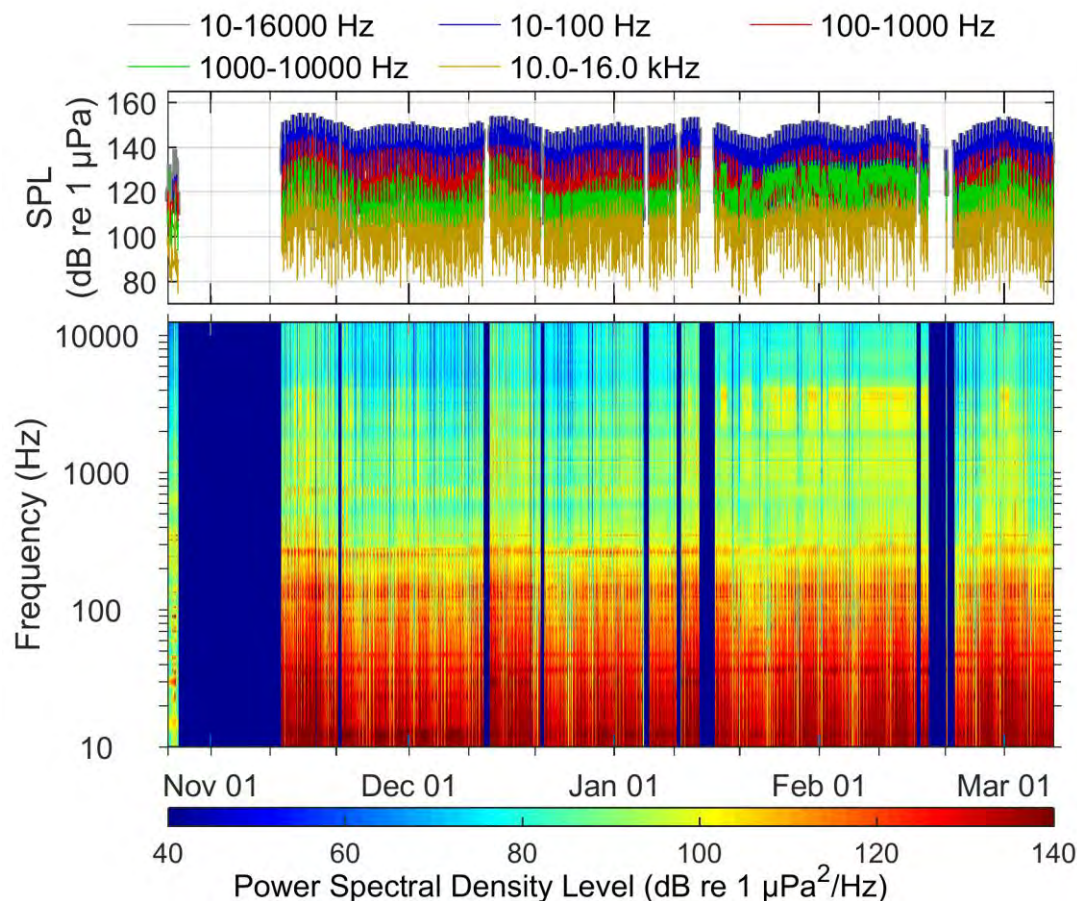 10-16000 Hz 10-100 Hz 100-1000 Hz
1000-10000 Hz 10.0-16.0 kHz
SPL
(dB re 1 µPa)
160
140
120
100
80
Frequency (Hz)
10000
1000
100
10
Nov 01 Dec 01 Jan 01 Feb 01 Mar 01
40 60 80 100 120 140
Power Spectral Density Level (dB re 1 µPa²/Hz)